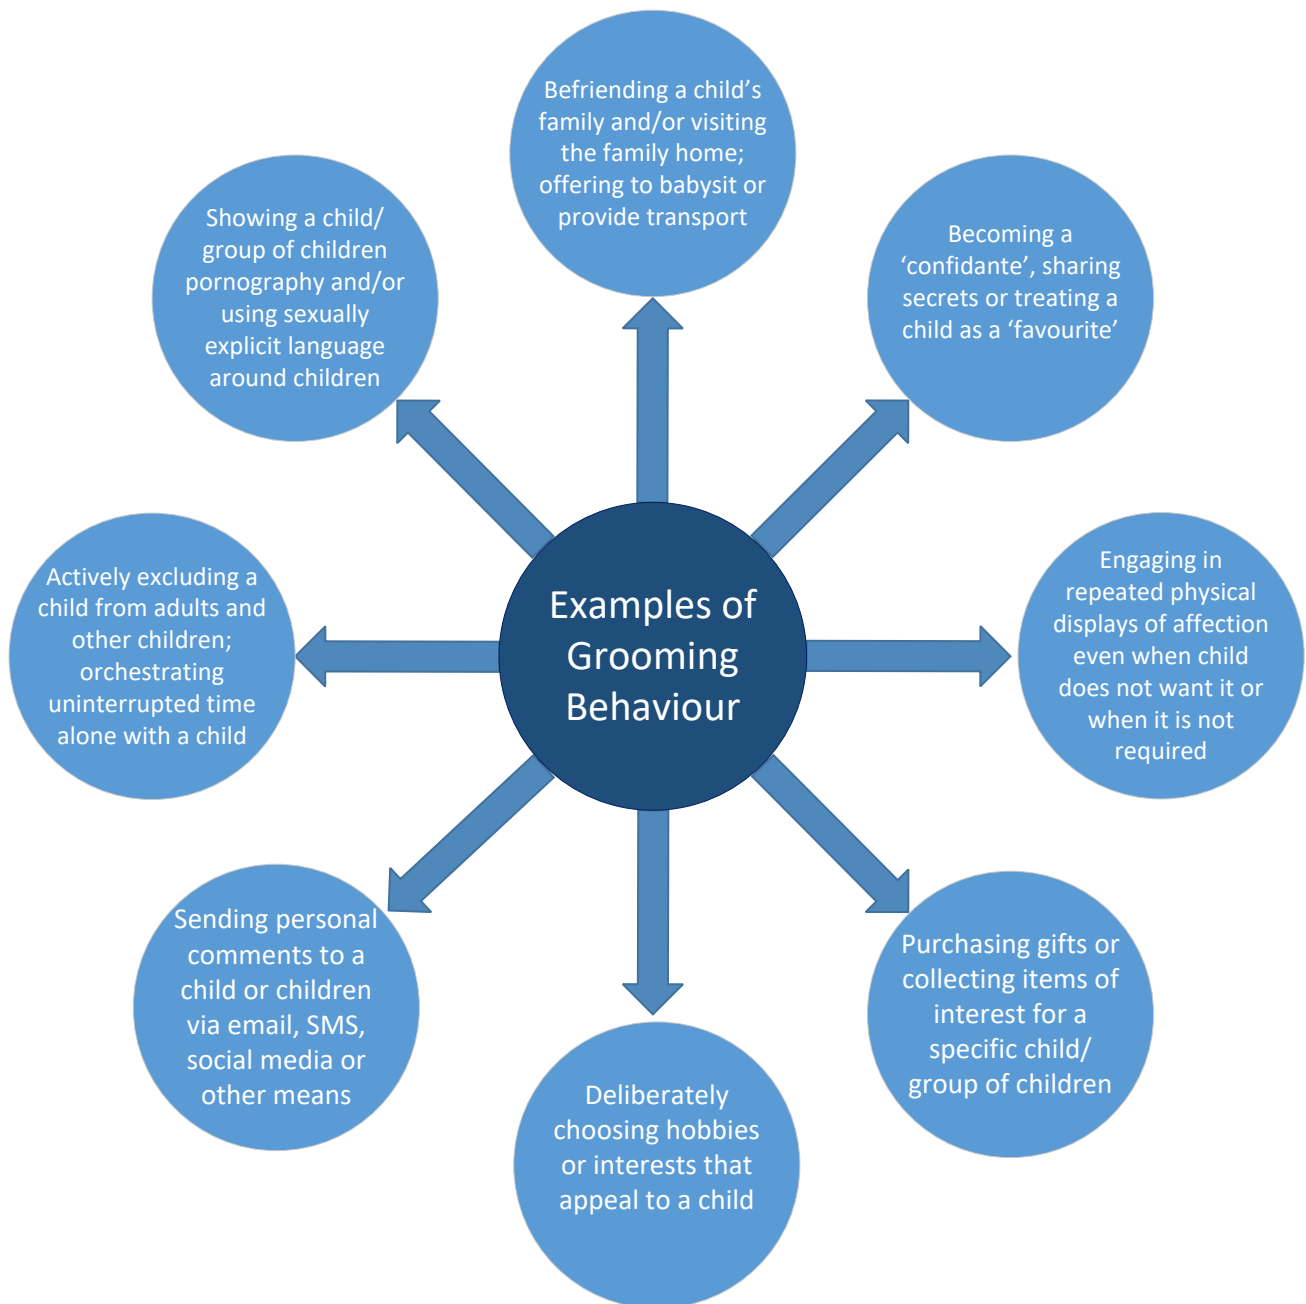 Examples of
Grooming
Behaviour
Befriending a child’s
family and/or visiting
the family home;
offering to babysit or
provide transport
Becoming a
‘confidante’, sharing
secrets or treating a
child as a ‘favourite’
Engaging in
repeated physical
displays of affection
even when child
does not want it or
when it is not
required
Purchasing gifts or
collecting items of
interest for a
specific child/
group of children
Deliberately
choosing hobbies
or interests that
appeal to a child
Sending personal
comments to a
child or children
via email, SMS,
social media or
other means
Actively excluding a
child from adults and
other children;
orchestrating
uninterrupted time
alone with a child
Showing a child/
group of children
pornography and/or
using sexually
explicit language
around children